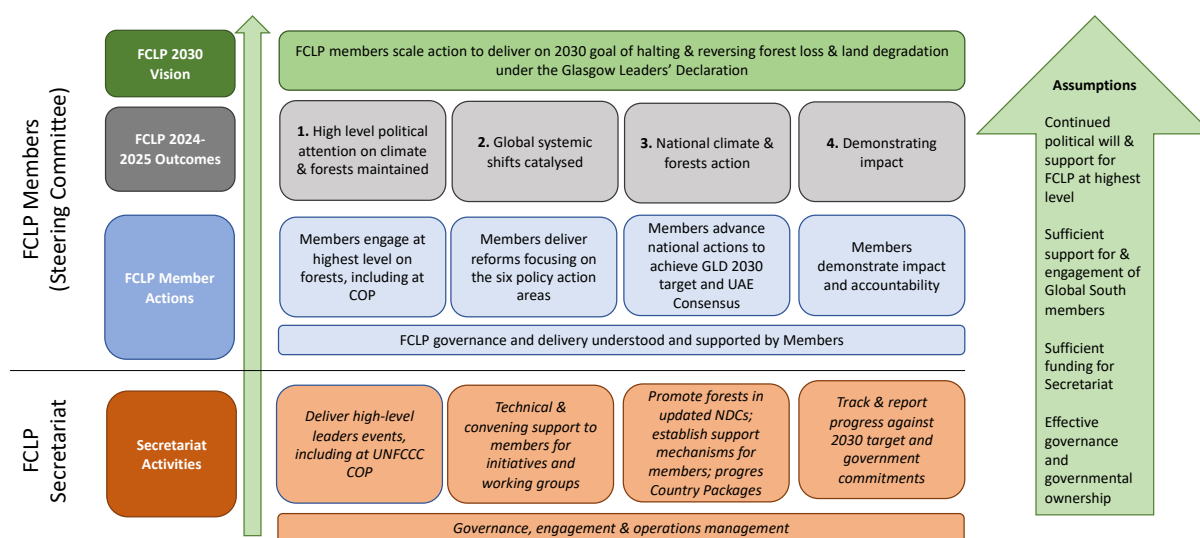 FCLP Members
(Steering Committee)
FCLP 2030
Vision
FCLP members scale action to deliver on 2030 goal of halting & reversing forest loss & land degradation
under the Glasgow Leaders’ Declaration
FCLP 2024-
2025 Outcomes
1. High level political
attention on climate
& forests maintained
2. Global systemic
shifts catalysed
3. National climate &
forests action
4. Demonstrating
impact
FCLP Member
Actions
Members engage at
highest level on
forests, including at
COP
Members deliver
reforms focusing on
the six policy action
areas
Members advance
national actions to
achieve GLD 2030
target and UAE
Consensus
Members
demonstrate impact
and accountability
FCLP governance and delivery understood and supported by Members
FCLP
Secretariat
Secretariat
Activities
Deliver high-level
leaders events,
including at UNFCCC
COP
Technical &
convening support to
members for
initiatives and
working groups
Promote forests in
updated NDCs;
establish support
mechanisms for
members; progres
Country Packages
Track & report
progress against
2030 target and
government
commitments
Governance, engagement & operations management
Assumptions
Continued
political will &
support for
FCLP at highest
level
Sufficient
support for &
engagement of
Global South
members
Sufficient
funding for
Secretariat
Effective
governance
and
governmental
ownership